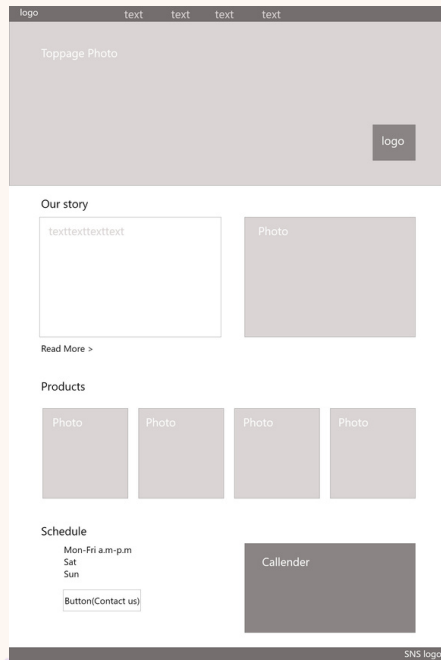 logo text text text text
Toppage Photo
logo
Our story
texttexttexttext
Photo
Read More >
Products
Photo Photo Photo Photo
Schedule
Mon-Fri a.m-p.m
Sat
Sun
Callender
Button(Contact us)
SNS logo